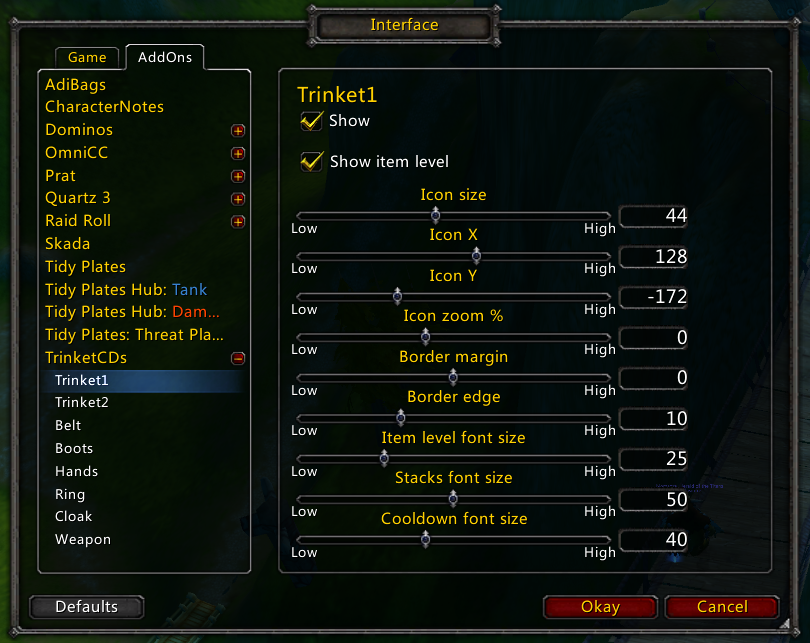 Interface
Game
AddOns
AdiBags
CharacterNotes
Dominos
OmniCC
Prat
Quartz 3
Raid Roll
Skada
Tidy Plates
Tidy Plates Hub: Tank
Tidy Plates Hub: Dam...
Tidy Plates: Threat Pla...
TrinketCDs
Trinket1
Trinket2
Belt
Boots
Hands
Ring
Cloak
Weapon
Trinket1
Show
Show item level
Icon size
Low High 44
Icon X
Low High 128
Icon Y
Low High -172
Icon zoom %
Low High 0
Border margin
Low High 0
Border edge
Low High 10
Item level font size
Low High 25
Stacks font size
Low High 50
Cooldown font size
Low High 40
Defaults
Okay
Cancel